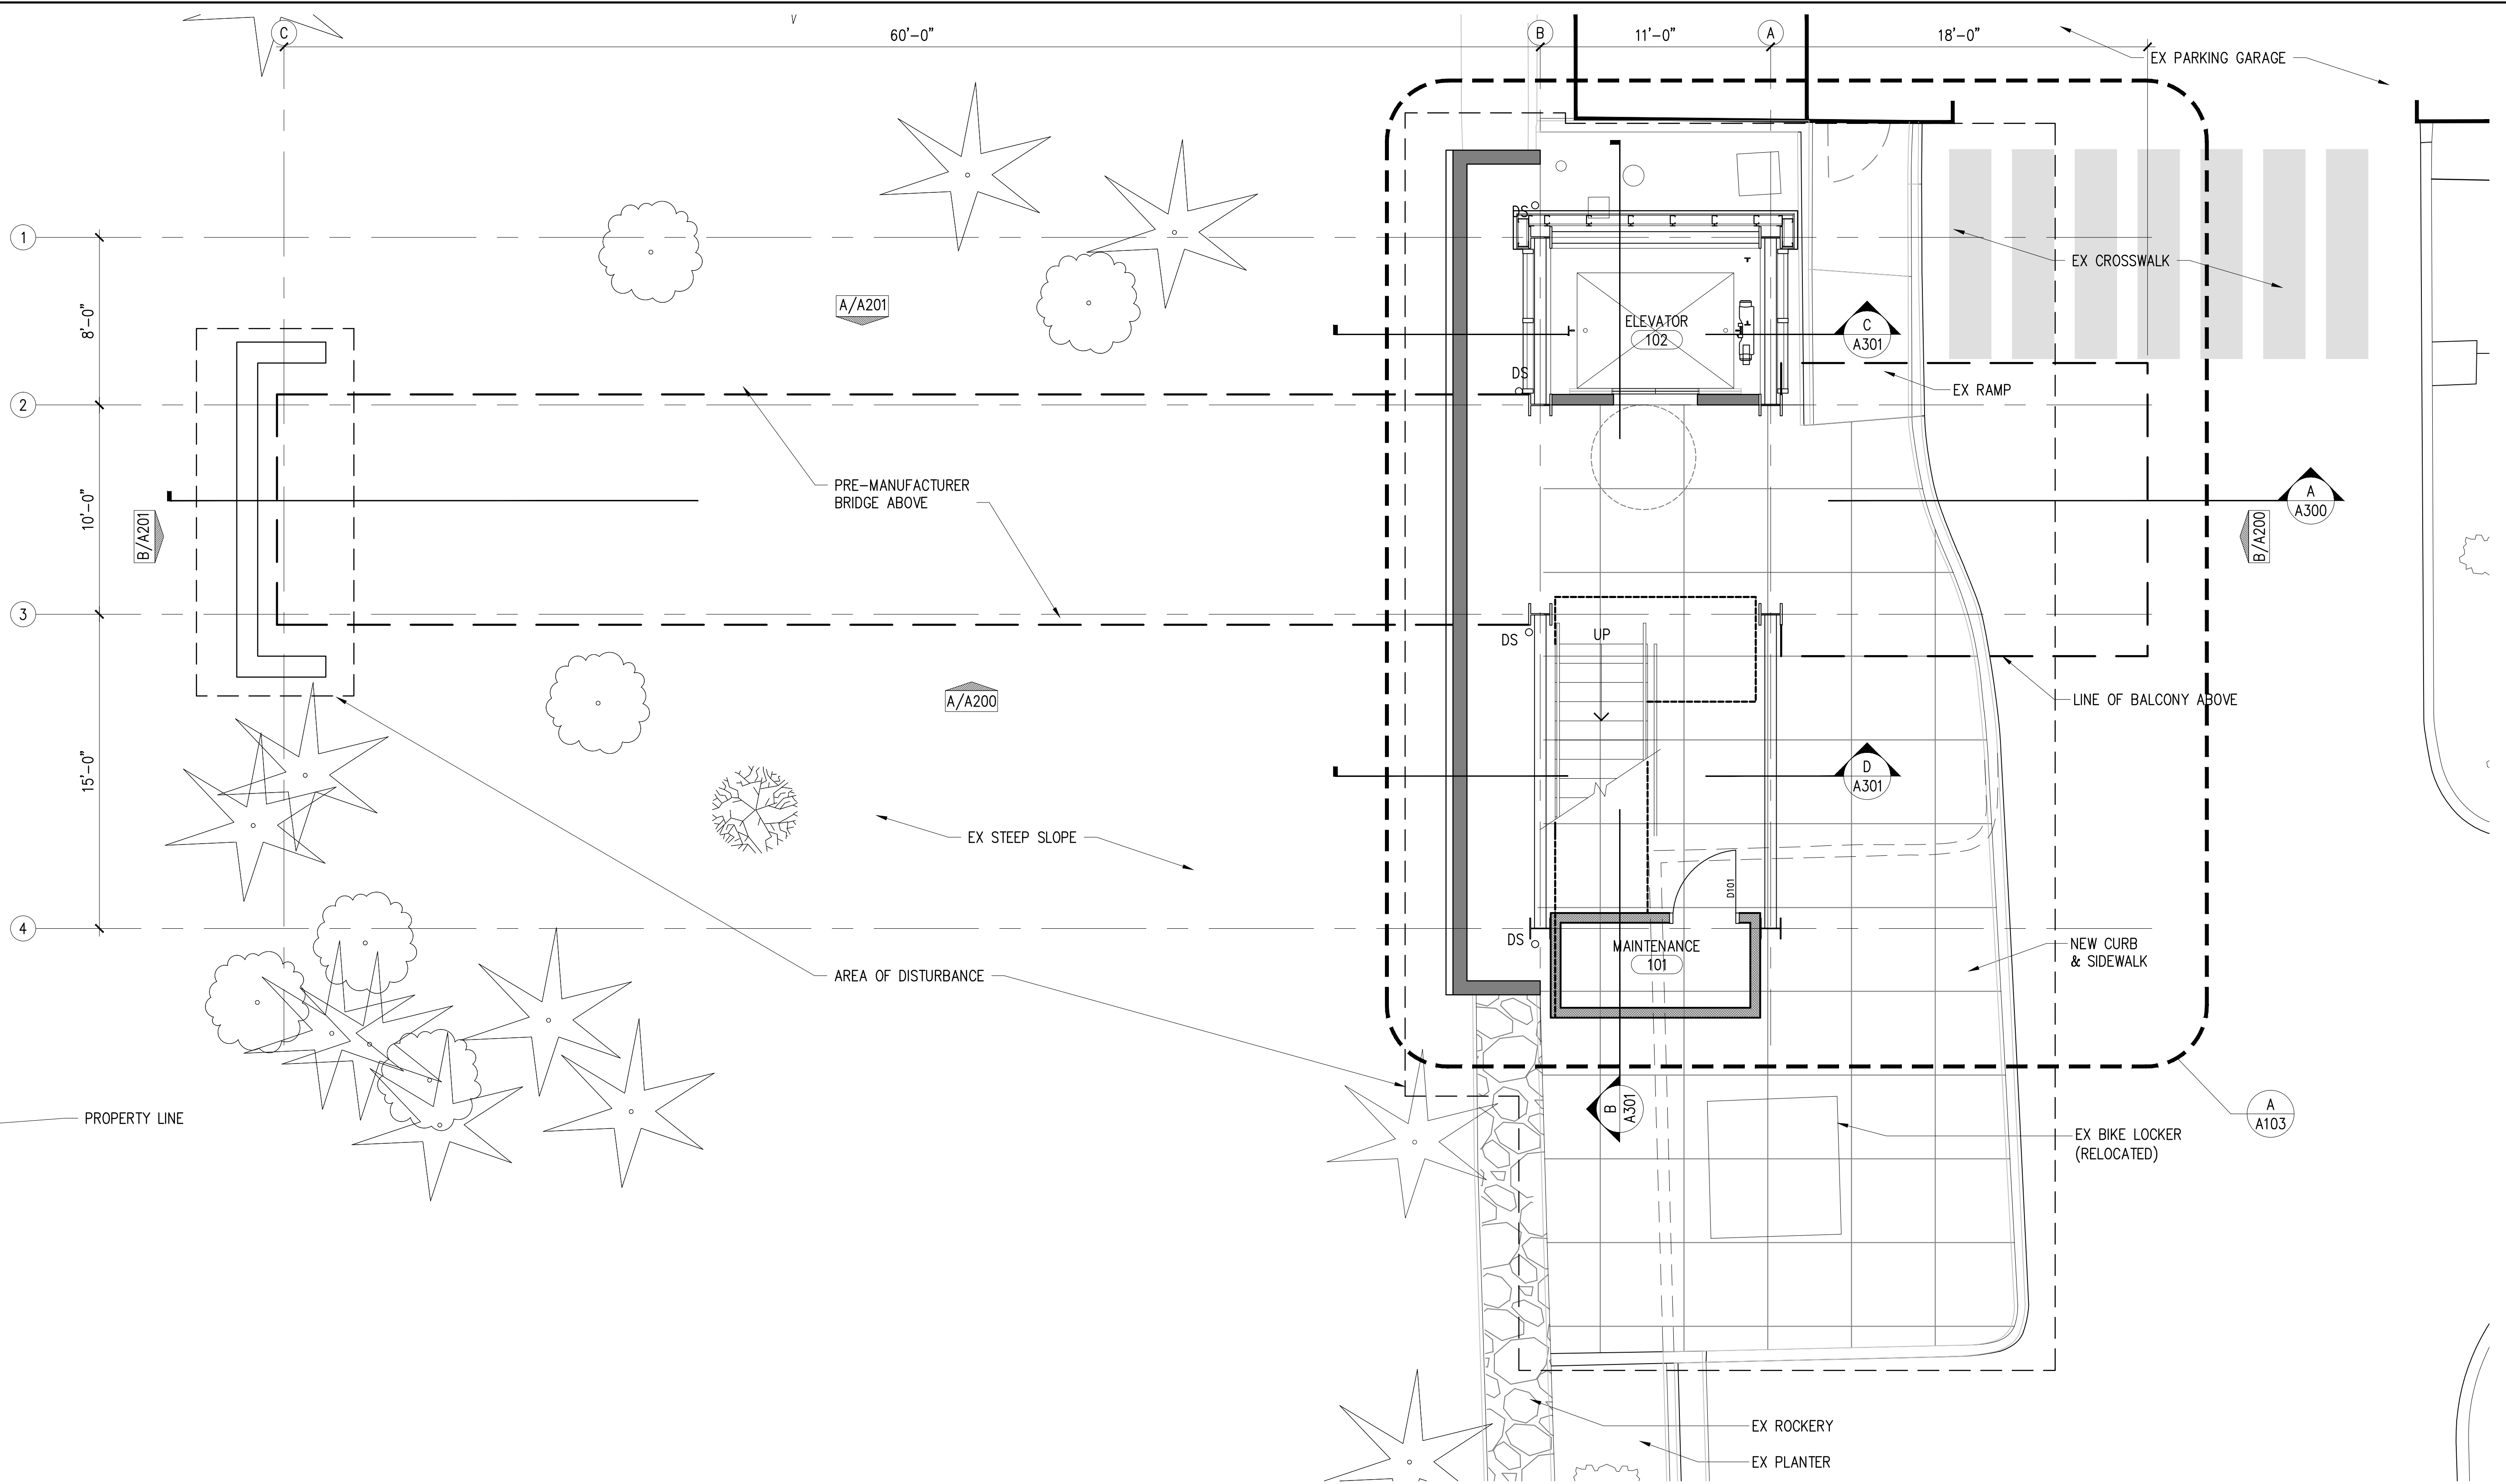 C
60'-0"
B
11'-0"
A
18'-0"
EX PARKING GARAGE
DS
1
EX CROSSWALK
A/A201
8'-0"
ELEVATOR
102
C
A301
DS
EX RAMP
2
PRE-MANUFACTURER
BRIDGE ABOVE
A
A300
10'-0"
B/A201
B/A200
3
DS
UP
A/A200
LINE OF BALCONY ABOVE
15'-0"
D
A301
EX STEEP SLOPE
D101
4
DS
MAINTENANCE
101
NEW CURB
& SIDEWALK
AREA OF DISTURBANCE
PROPERTY LINE
B
A301
A
A103
EX BIKE LOCKER
(RELOCATED)
EX ROCKERY
EX PLANTER